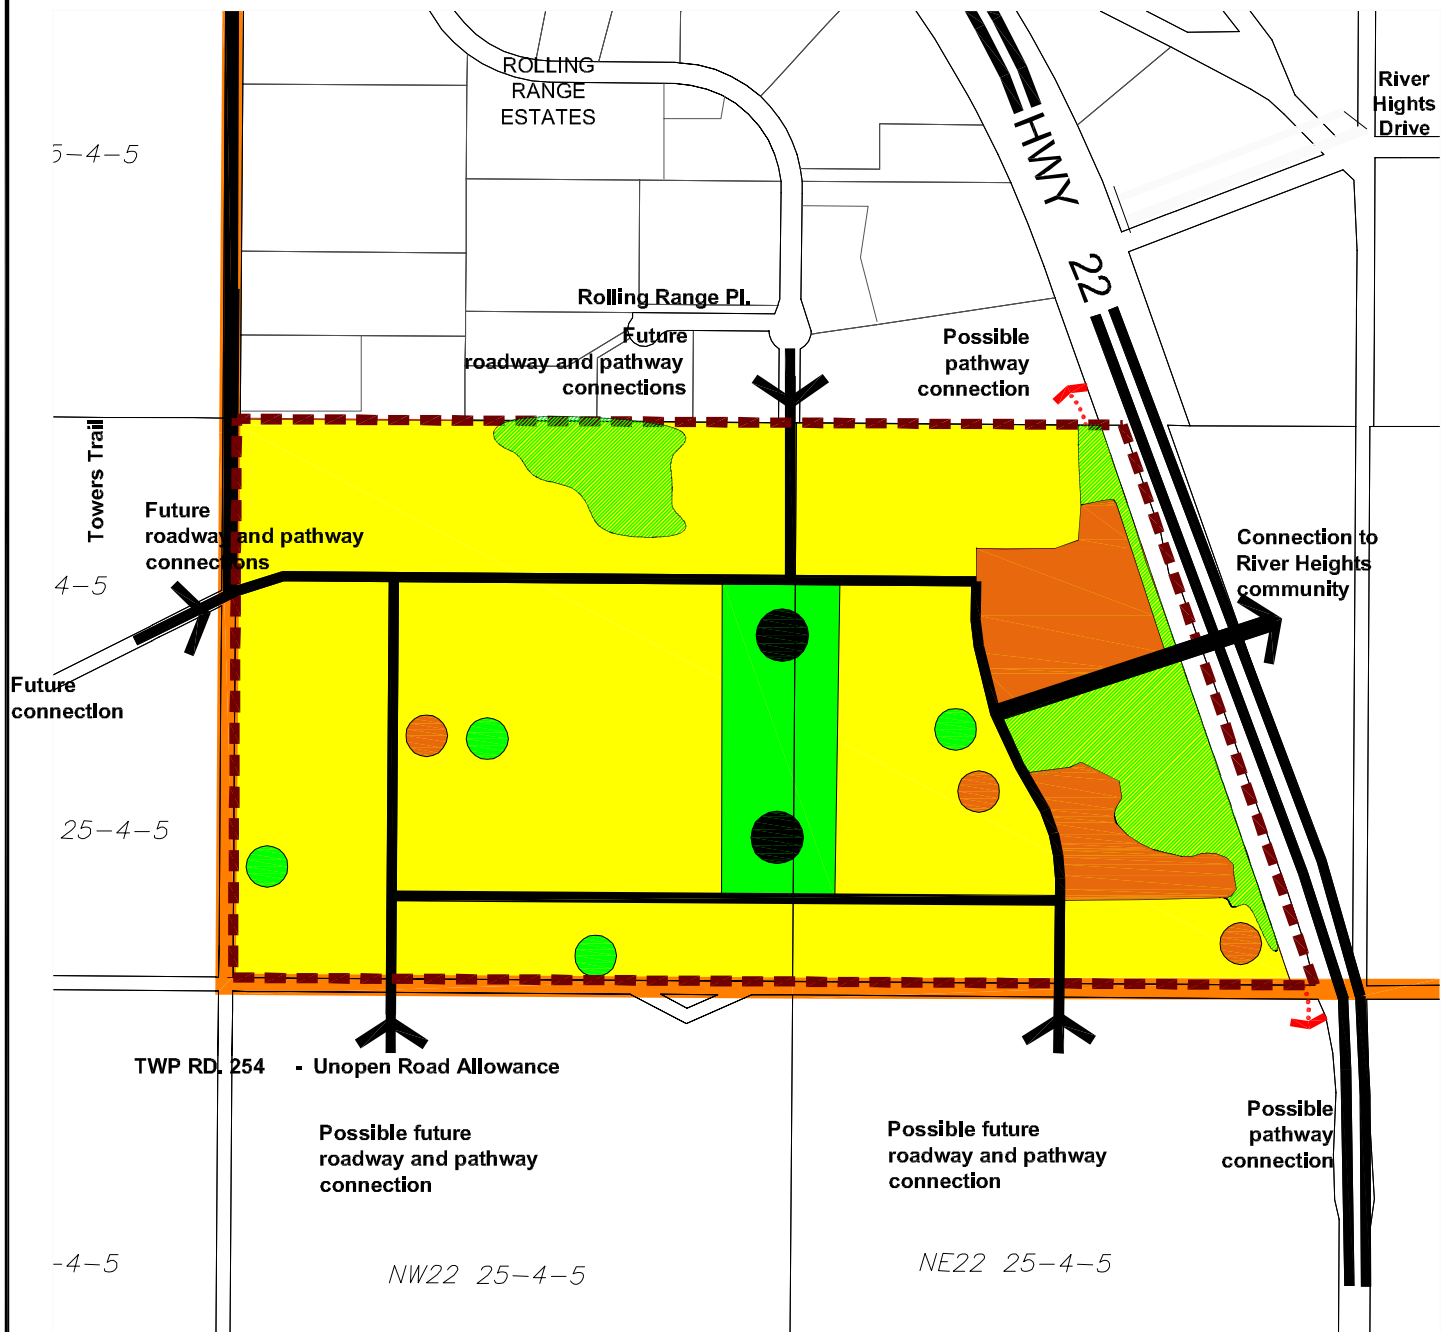 ROLLING
RANGE
ESTATES
River
Hights
Drive
5-4-5
HWY 22
Rolling Range Pl.
Future
roadway and pathway
connections
Possible
pathway
connection
Towers Trail
Future
roadway and pathway
connections
Connection to
River Heights
community
4-5
Future
connection
25-4-5
TWP RD. 254 - Unopen Road Allowance
Possible future
roadway and pathway
connection
Possible future
roadway and pathway
connection
Possible
pathway
connection
-4-5
NW22 25-4-5
NE22 25-4-5